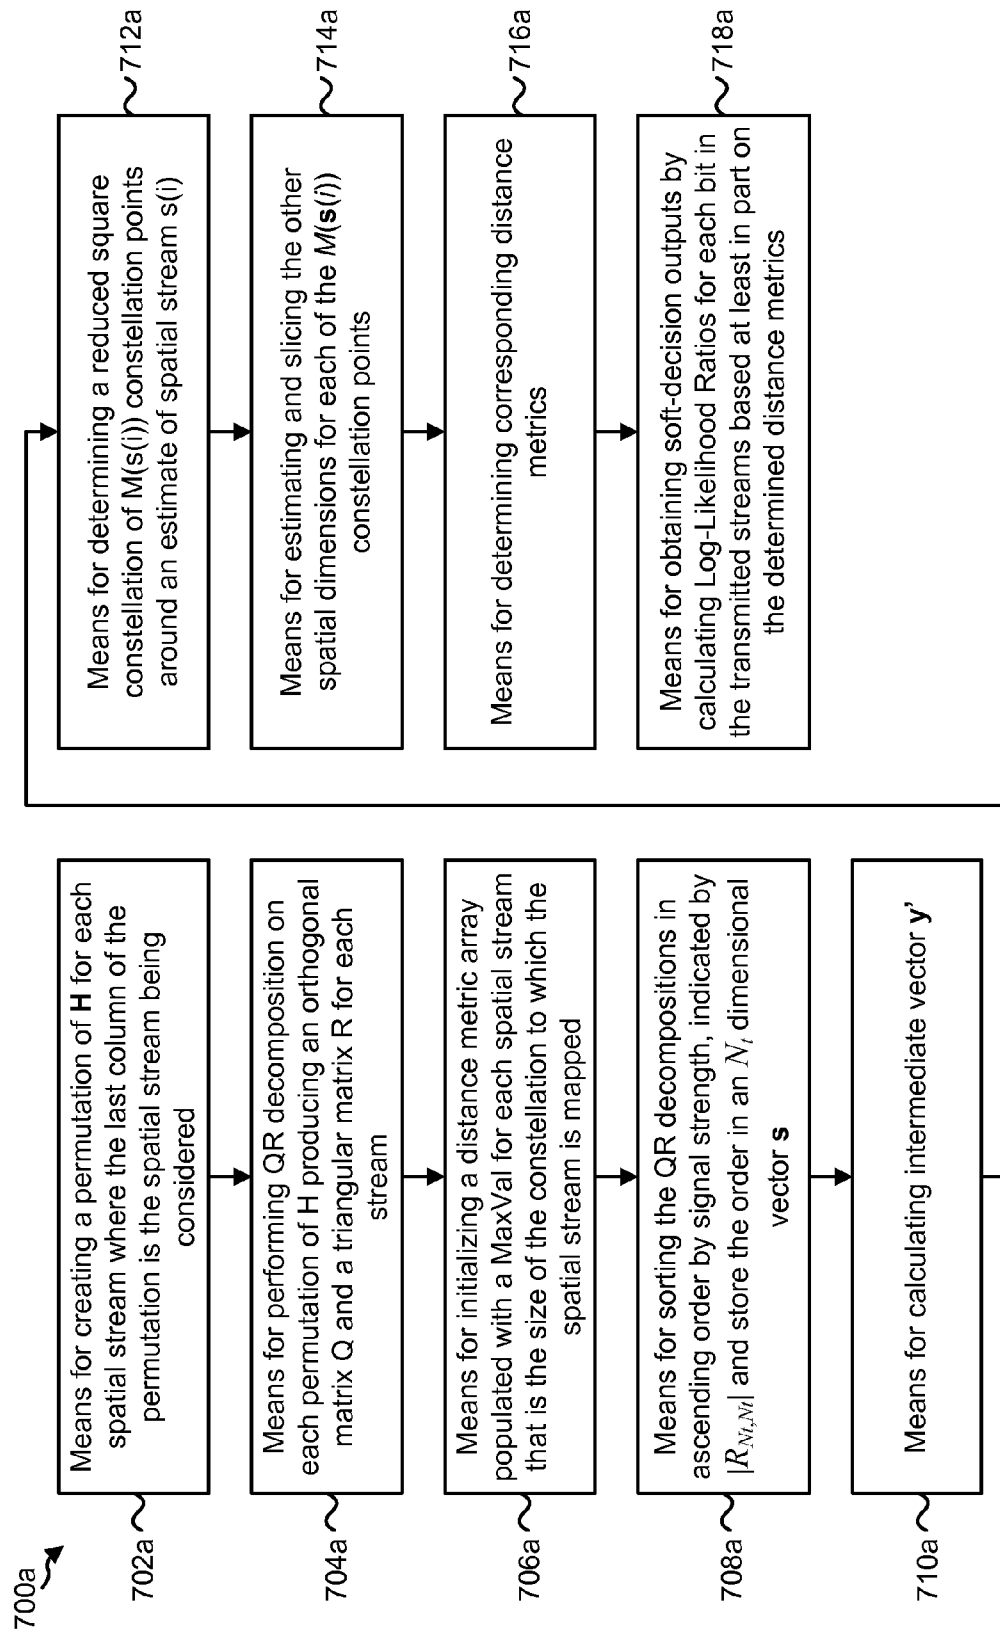 700a
Means for creating a permutation of H for each
spatial stream where the last column of the
permutation is the spatial stream being
considered
702a
Means for performing QR decomposition on
each permutation of H producing an orthogonal
matrix Q and a triangular matrix R for each
stream
704a
Means for initializing a distance metric array
populated with a MaxVal for each spatial stream
that is the size of the constellation to which the
spatial stream is mapped
706a
Means for sorting the QR decompositions in
ascending order by signal strength, indicated by
|R_{Nt,Nt}| and store the order in an N_t dimensional
vector s
708a
Means for calculating intermediate vector y'
710a
Means for determining a reduced square
constellation of M(s(i)) constellation points
around an estimate of spatial stream s(i)
712a
Means for estimating and slicing the other
spatial dimensions for each of the M(s(i))
constellation points
714a
Means for determining corresponding distance
metrics
716a
Means for obtaining soft-decision outputs by
calculating Log-Likelihood Ratios for each bit in
the transmitted streams based at least in part on
the determined distance metrics
718a